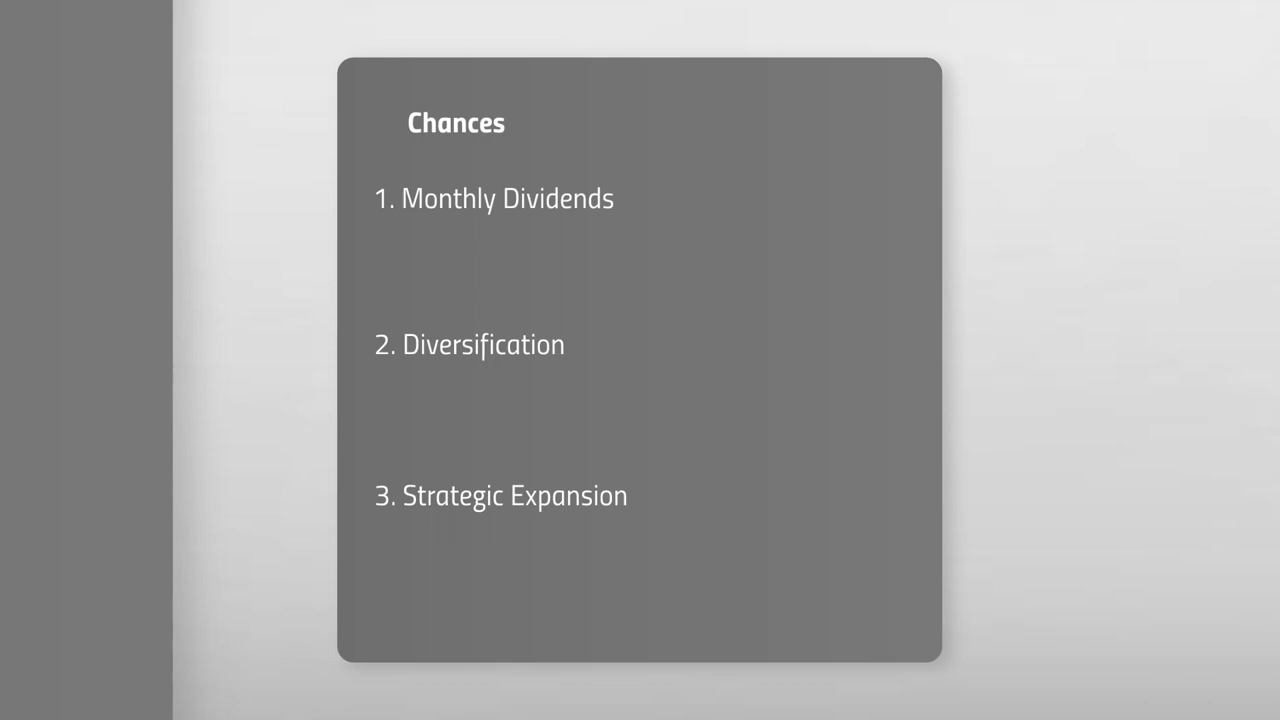 Chances
1. Monthly Dividends
2. Diversification
3. Strategic Expansion